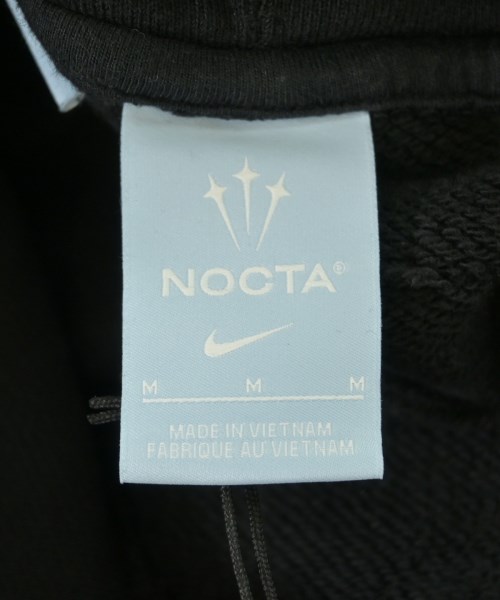 NOCTA®
M M M
MADE IN VIETNAM
FABRIQUE AU VIETNAM